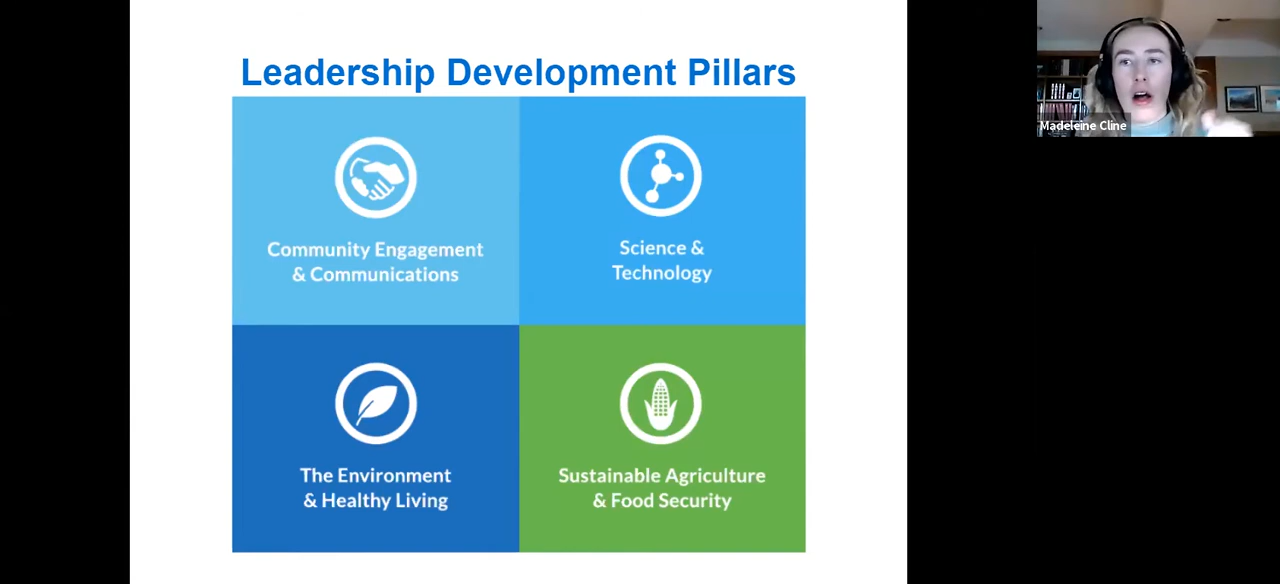 Leadership Development Pillars
Community Engagement
& Communications
Science &
Technology
The Environment
& Healthy Living
Sustainable Agriculture
& Food Security
Madeleine Cline